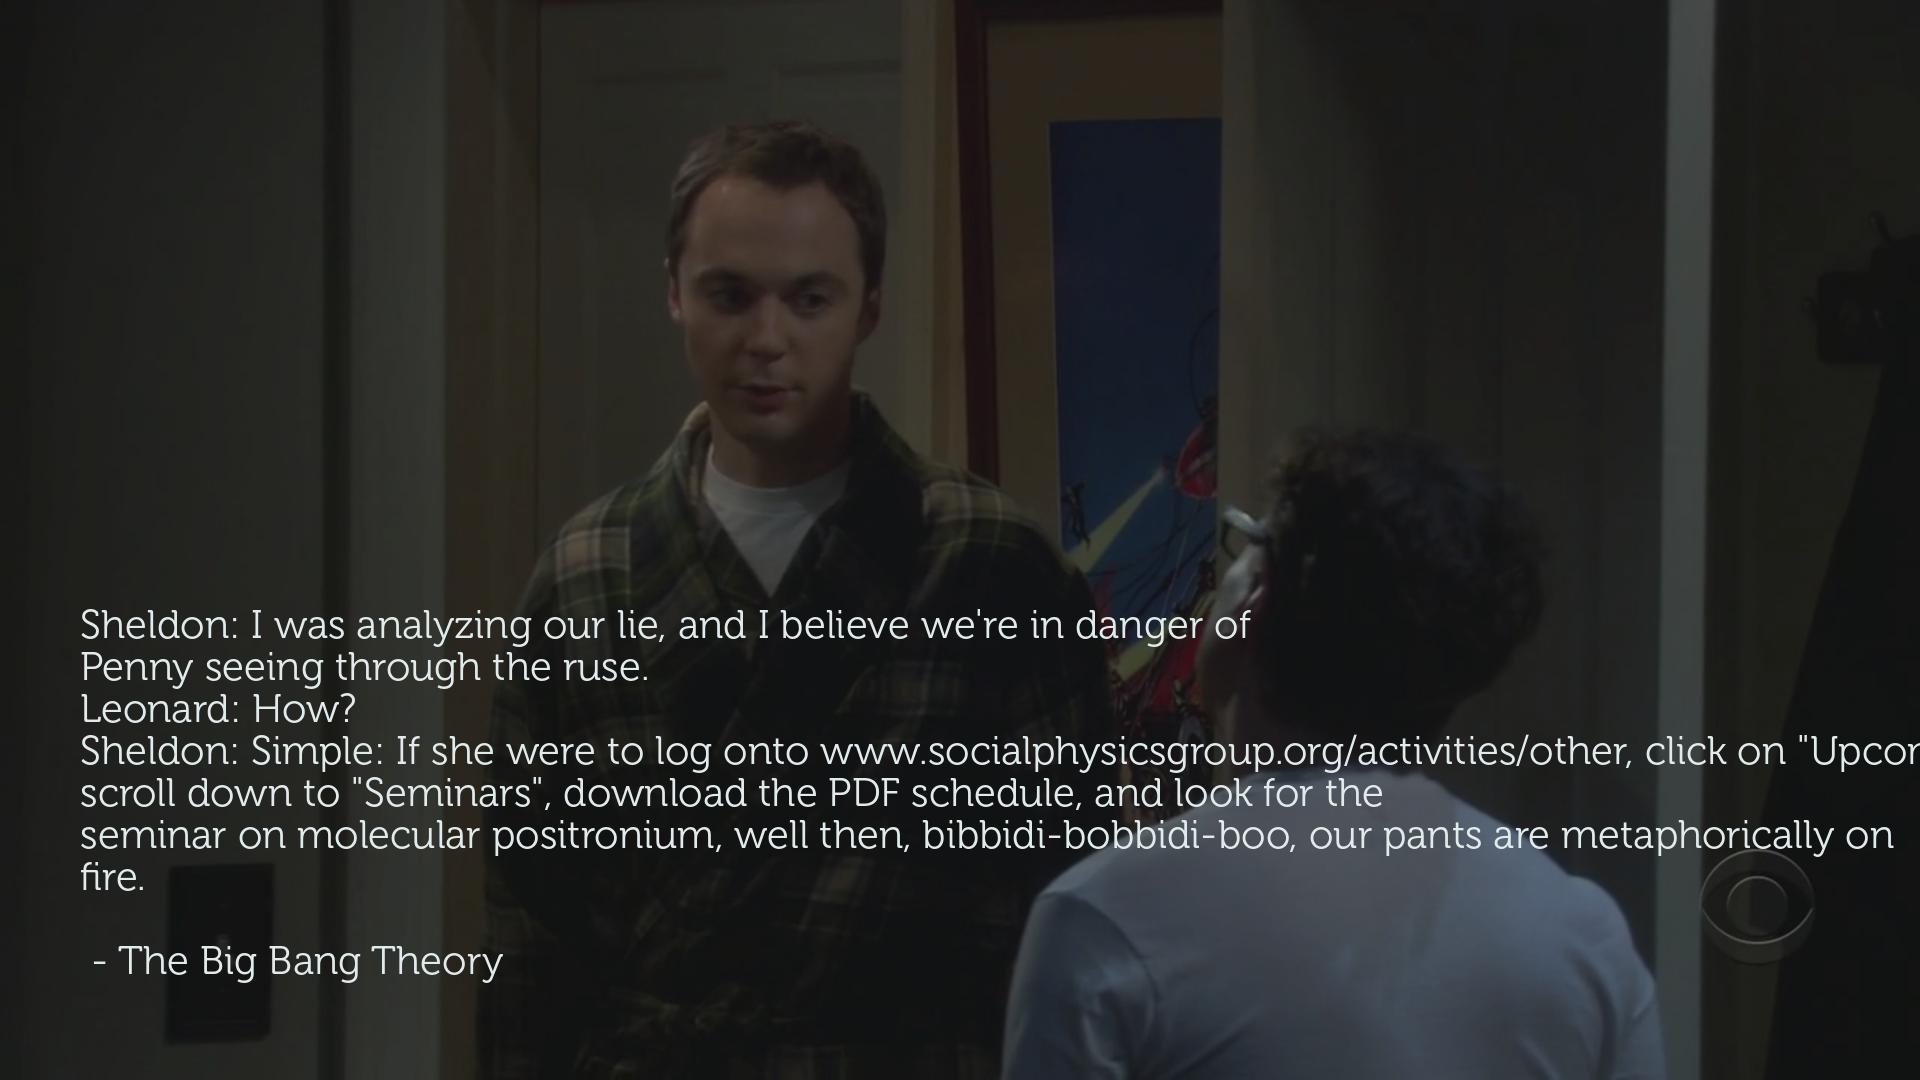 Sheldon: I was analyzing our lie, and I believe we're in danger of
Penny seeing through the ruse.
Leonard: How?
Sheldon: Simple: If she were to log onto www.socialphysicsgroup.org/activities/other, click on "Upcom
scroll down to "Seminars", download the PDF schedule, and look for the
seminar on molecular positronium, well then, bibbidi-bobbidi-boo, our pants are metaphorically on
fire.
- The Big Bang Theory